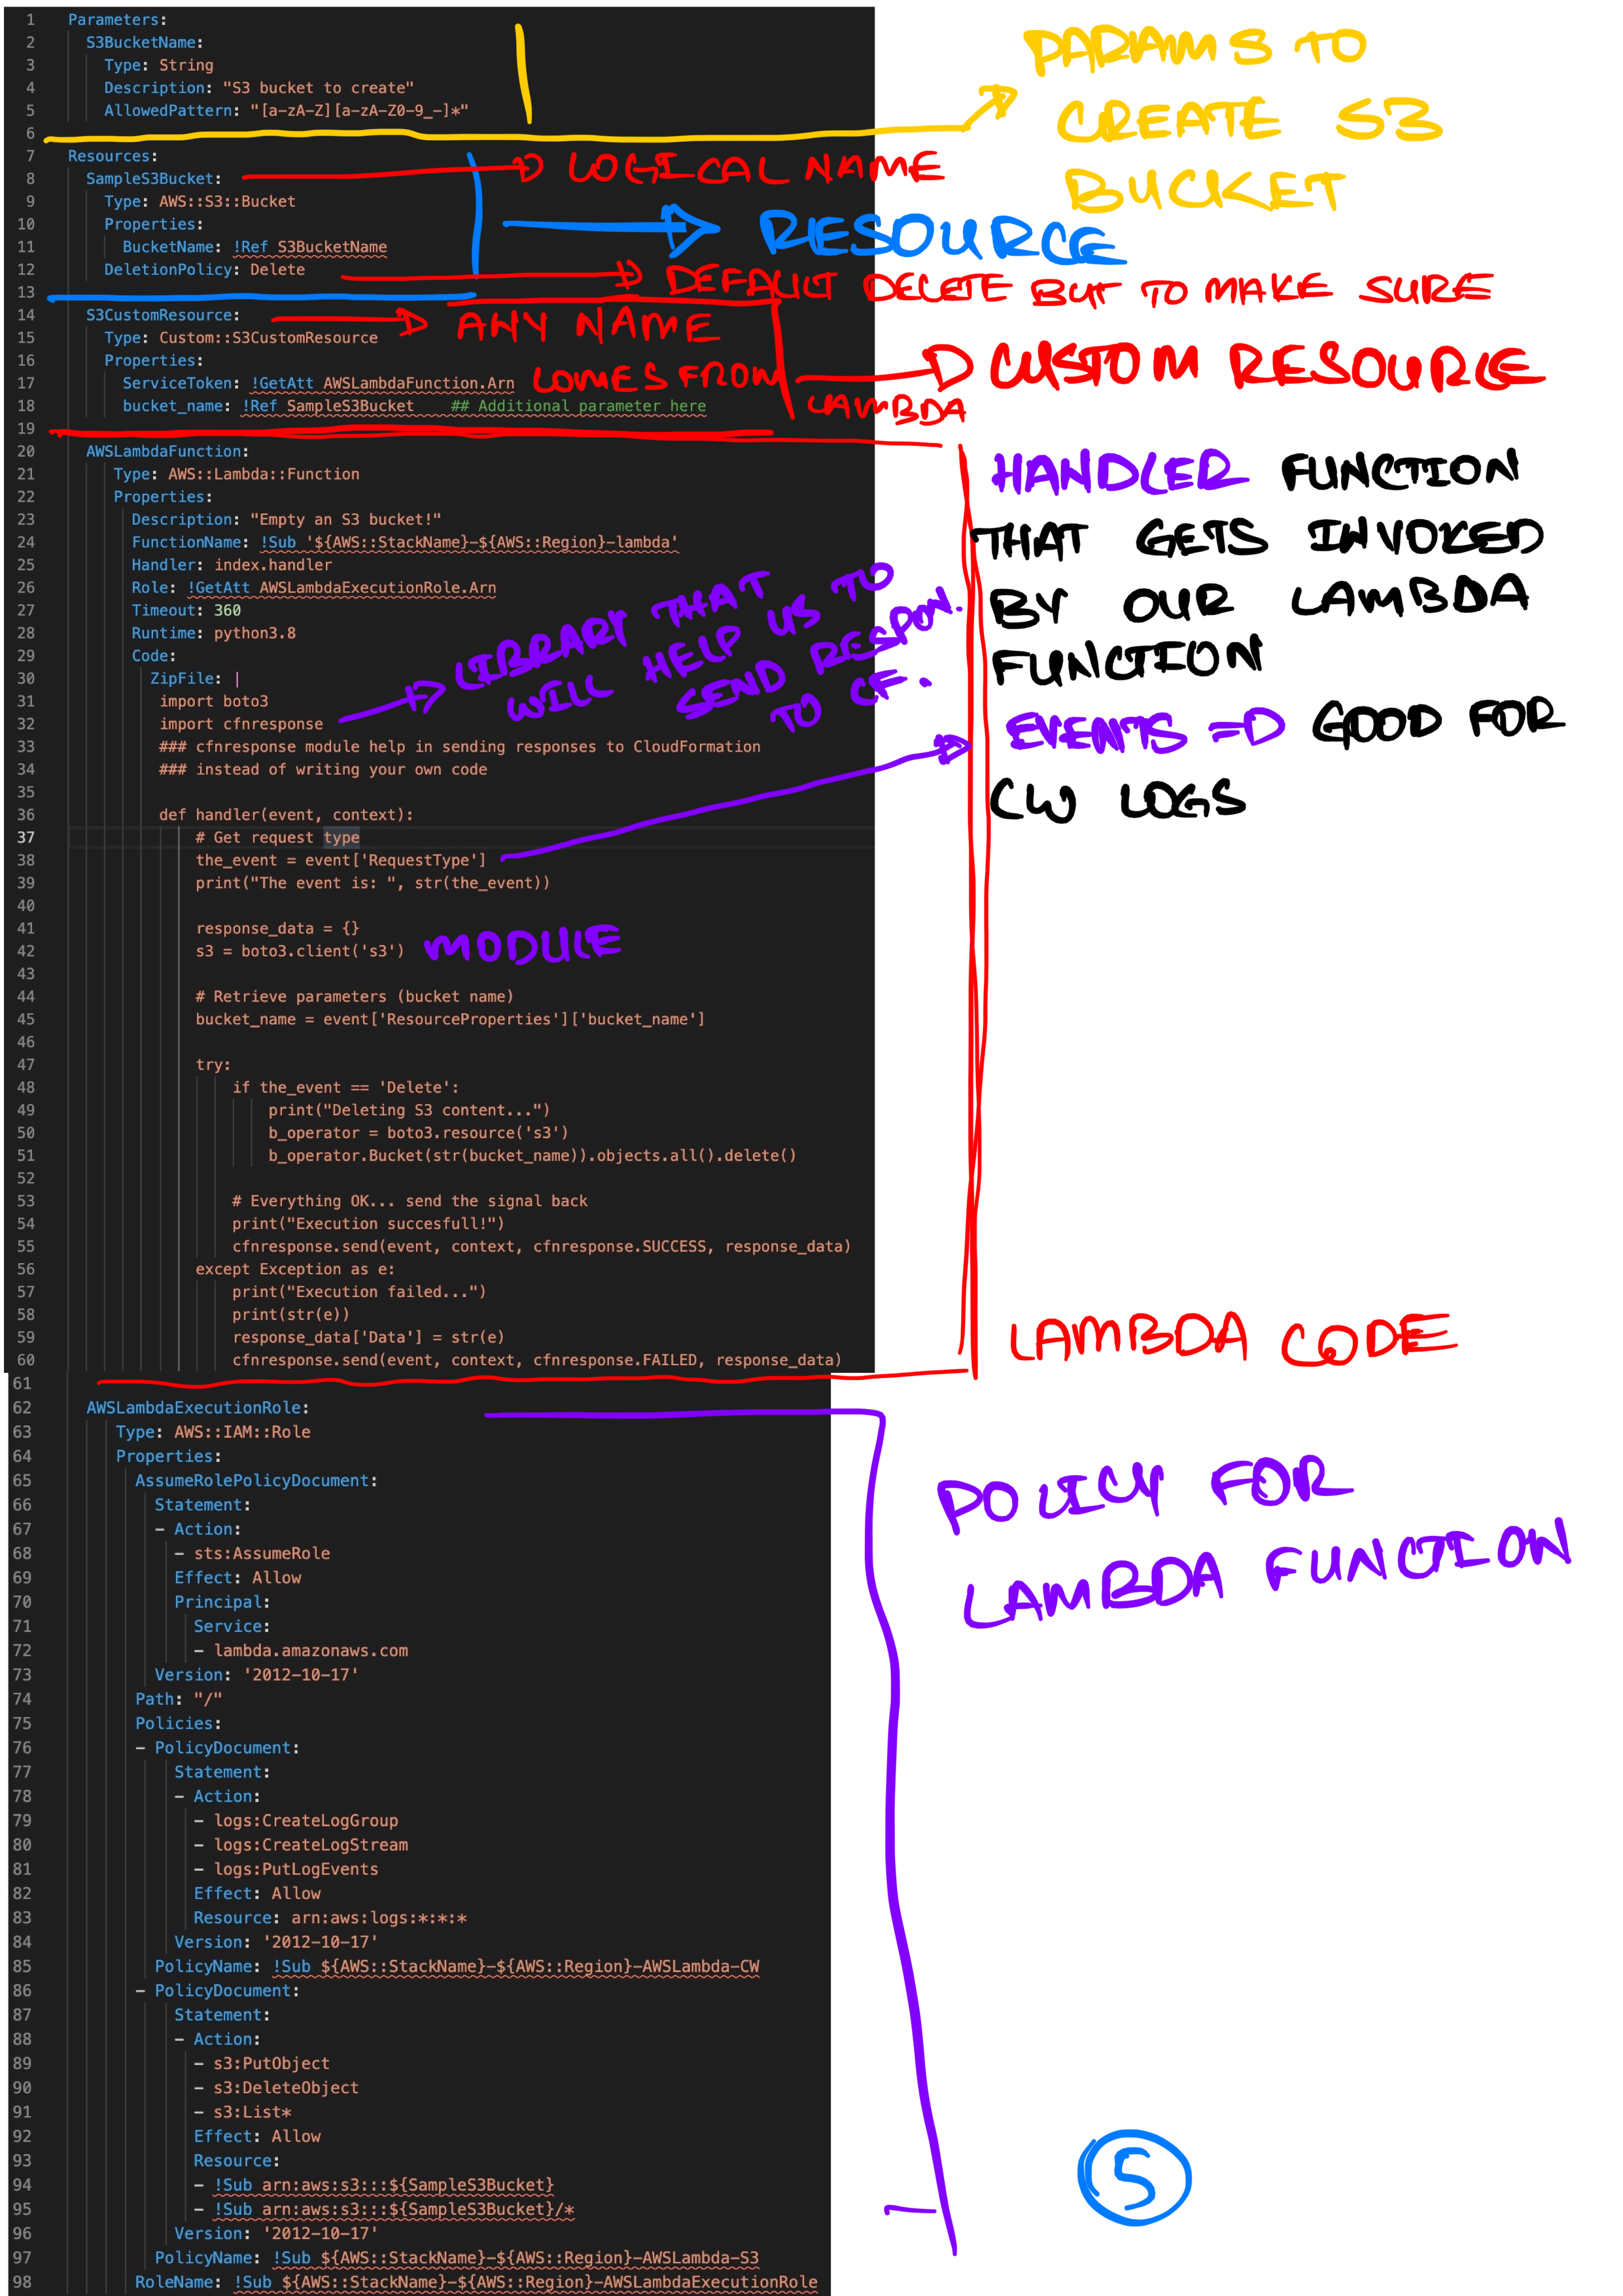 1 Parameters:
2 S3BucketName:
3 Type: String
4 Description: "S3 bucket to create"
5 AllowedPattern: "[a-zA-Z][a-zA-Z0-9_-]*"
6
PARAMS TO
CREATE S3
BUCKET
7 Resources:
8 SampleS3Bucket:
LOGICAL NAME
9 Type: AWS::S3::Bucket
10 Properties:
RESOURCE
11 BucketName: !Ref S3BucketName
12 DeletionPolicy: Delete
DEFAULT DELETE BUT TO MAKE SURE
13
14 S3CustomResource:
ANY NAME
15 Type: Custom::S3CustomResource
16 Properties:
CUSTOM RESOURCE
17 ServiceToken: !GetAtt AWSLambdaFunction.Arn
COMES FROM
LAMBDA
18 bucket_name: !Ref SampleS3Bucket ## Additional parameter here
19
20 AWSLambdaFunction:
21 Type: AWS::Lambda::Function
22 Properties:
23 Description: "Empty an S3 bucket!"
24 FunctionName: !Sub '${AWS::StackName}-${AWS::Region}-lambda'
25 Handler: index.handler
26 Role: !GetAtt AWSLambdaExecutionRole.Arn
27 Timeout: 360
28 Runtime: python3.8
29 Code:
30 ZipFile: |
31 import boto3
32 import cfnresponse
LIBRARY THAT
WILL HELP US TO
SEND RESPON.
TO CF.
HANDLER FUNCTION
THAT GETS INVOKED
BY OUR LAMBDA
FUNCTION
EVENTS => GOOD FOR
CW LOGS
33 ### cfnresponse module help in sending responses to CloudFormation
34 ### instead of writing your own code
35
36 def handler(event, context):
37 # Get request type
38 the_event = event['RequestType']
39 print("The event is: ", str(the_event))
40
41 response_data = {}
42 s3 = boto3.client('s3')
MODULE
43
44 # Retrieve parameters (bucket name)
45 bucket_name = event['ResourceProperties']['bucket_name']
46
47 try:
48 if the_event == 'Delete':
49 print("Deleting S3 content...")
50 b_operator = boto3.resource('s3')
51 b_operator.Bucket(str(bucket_name)).objects.all().delete()
52
53 # Everything OK... send the signal back
54 print("Execution succesfull!")
55 cfnresponse.send(event, context, cfnresponse.SUCCESS, response_data)
56 except Exception as e:
57 print("Execution failed...")
58 print(str(e))
59 response_data['Data'] = str(e)
60 cfnresponse.send(event, context, cfnresponse.FAILED, response_data)
LAMBDA CODE
61
62 AWSLambdaExecutionRole:
63 Type: AWS::IAM::Role
64 Properties:
65 AssumeRolePolicyDocument:
66 Statement:
67 - Action:
68 - sts:AssumeRole
69 Effect: Allow
70 Principal:
71 Service:
72 - lambda.amazonaws.com
73 Version: '2012-10-17'
POLICY FOR
LAMBDA FUNCTION
74 Path: "/"
75 Policies:
76 - PolicyDocument:
77 Statement:
78 - Action:
79 - logs:CreateLogGroup
80 - logs:CreateLogStream
81 - logs:PutLogEvents
82 Effect: Allow
83 Resource: arn:aws:logs:*:*:*
84 Version: '2012-10-17'
85 PolicyName: !Sub ${AWS::StackName}-${AWS::Region}-AWSLambda-CW
86 - PolicyDocument:
87 Statement:
88 - Action:
89 - s3:PutObject
90 - s3:DeleteObject
91 - s3:List*
92 Effect: Allow
93 Resource:
94 - !Sub arn:aws:s3:::${SampleS3Bucket}
95 - !Sub arn:aws:s3:::${SampleS3Bucket}/*
96 Version: '2012-10-17'
97 PolicyName: !Sub ${AWS::StackName}-${AWS::Region}-AWSLambda-S3
98 RoleName: !Sub ${AWS::StackName}-${AWS::Region}-AWSLambdaExecutionRole
5